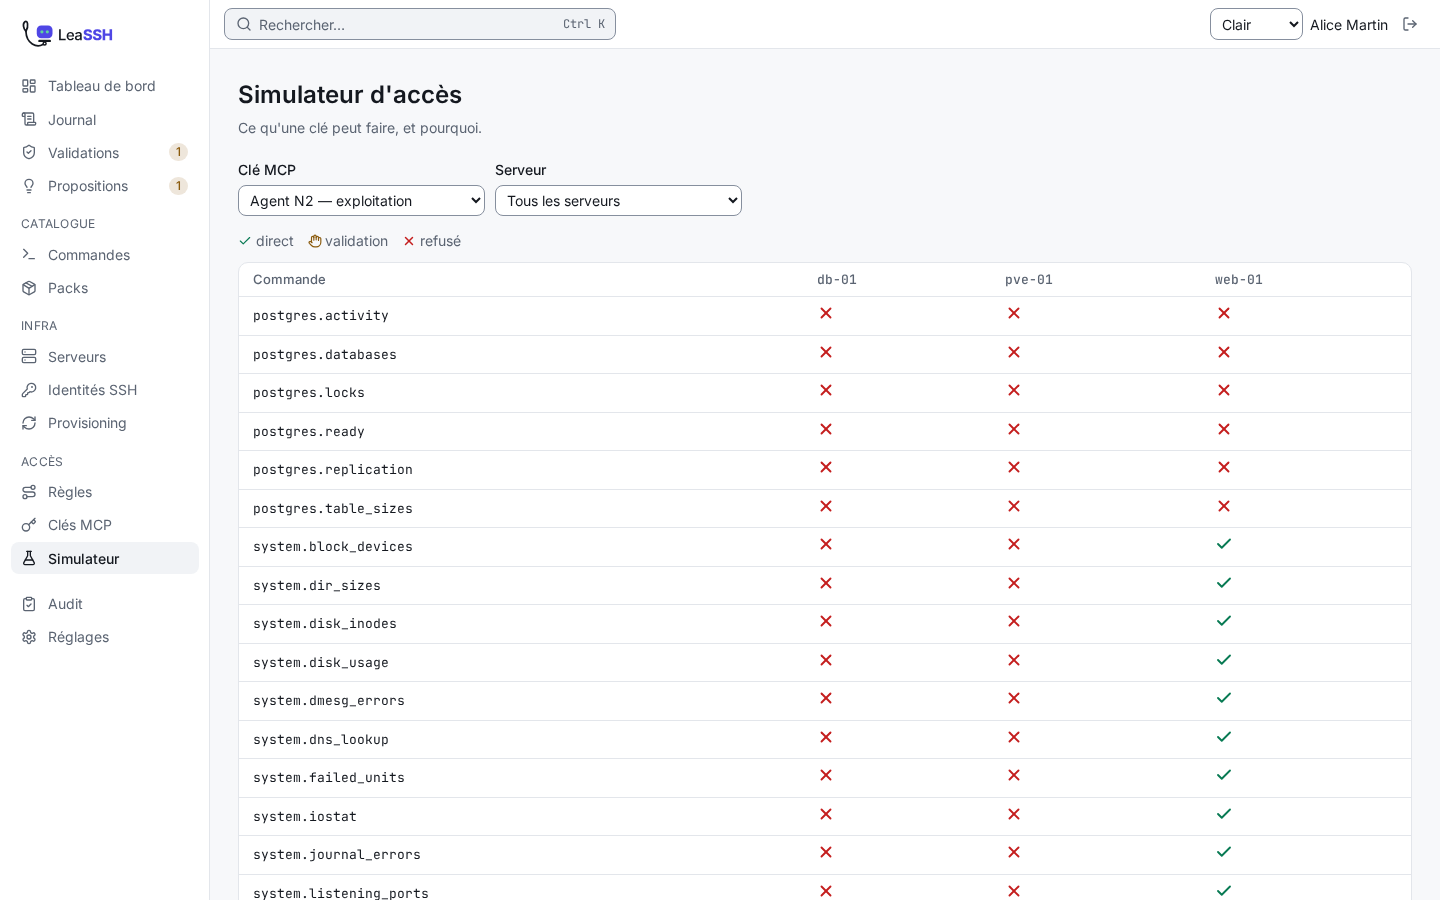 LeaSSH
Rechercher... Ctrl K
Clair
Alice Martin
Tableau de bord
Journal
Validations 1
Propositions 1
CATALOGUE
Commandes
Packs
INFRA
Serveurs
Identités SSH
Provisioning
ACCÈS
Règles
Clés MCP
Simulateur
Audit
Réglages
Simulateur d'accès
Ce qu'une clé peut faire, et pourquoi.
Clé MCP Serveur
Agent N2 — exploitation Tous les serveurs
direct validation refusé
Commande db-01 pve-01 web-01
postgres.activity
postgres.databases
postgres.locks
postgres.ready
postgres.replication
postgres.table_sizes
system.block_devices
system.dir_sizes
system.disk_inodes
system.disk_usage
system.dmesg_errors
system.dns_lookup
system.failed_units
system.iostat
system.journal_errors
system.listening_ports